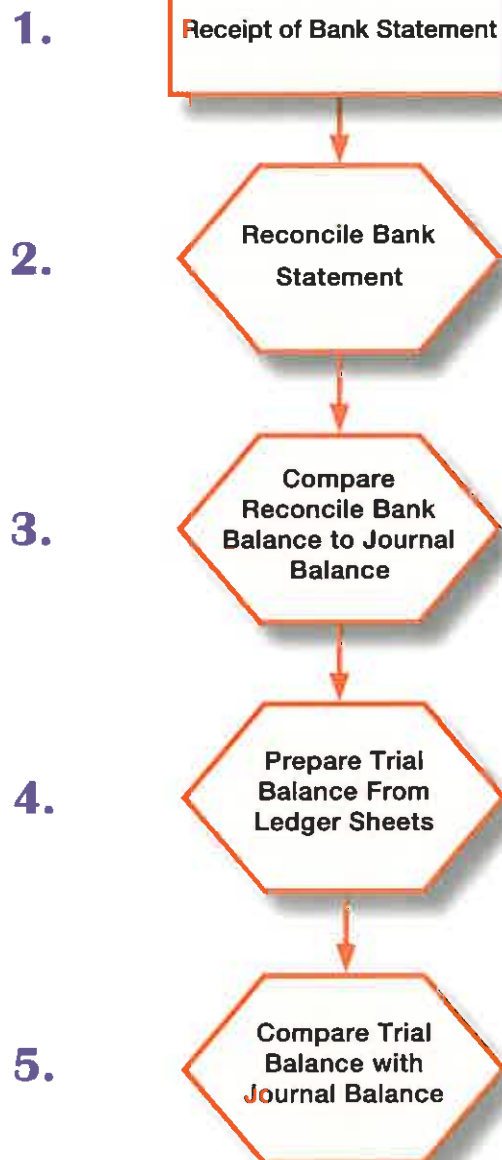 1.
Receipt of Bank Statement
2.
Reconcile Bank
Statement
3.
Compare
Reconcile Bank
Balance to Journal
Balance
4.
Prepare Trial
Balance From
Ledger Sheets
5.
Compare Trial
Balance with
Journal Balance